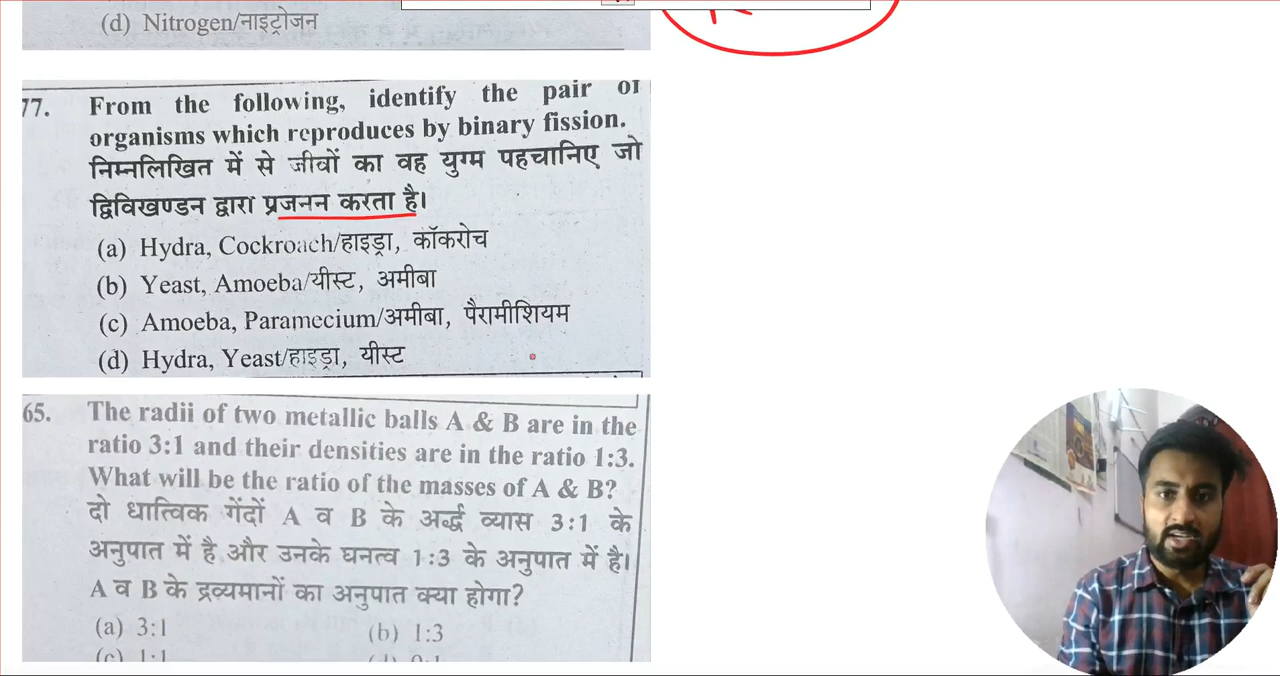 (d) Nitrogen/नाइट्रोजन
77. From the following, identify the pair of
organisms which reproduces by binary fission.
निम्नलिखित में से जीवों का वह युग्म पहचानिए जो
द्विविखण्डन द्वारा प्रजनन करता है।
(a) Hydra, Cockroach/हाइड्रा, कॉकरोच
(b) Yeast, Amoeba/यीस्ट, अमीबा
(c) Amoeba, Paramecium/अमीबा, पैरामीशियम
(d) Hydra, Yeast/हाइड्रा, यीस्ट
65. The radii of two metallic balls A & B are in the
ratio 3:1 and their densities are in the ratio 1:3.
What will be the ratio of the masses of A & B?
दो धात्विक गेंदों A व B के अर्द्ध व्यास 3:1 के
अनुपात में है और उनके घनत्व 1:3 के अनुपात में है।
A व B के द्रव्यमानों का अनुपात क्या होगा?
(a) 3:1 (b) 1:3
(c) 1:1